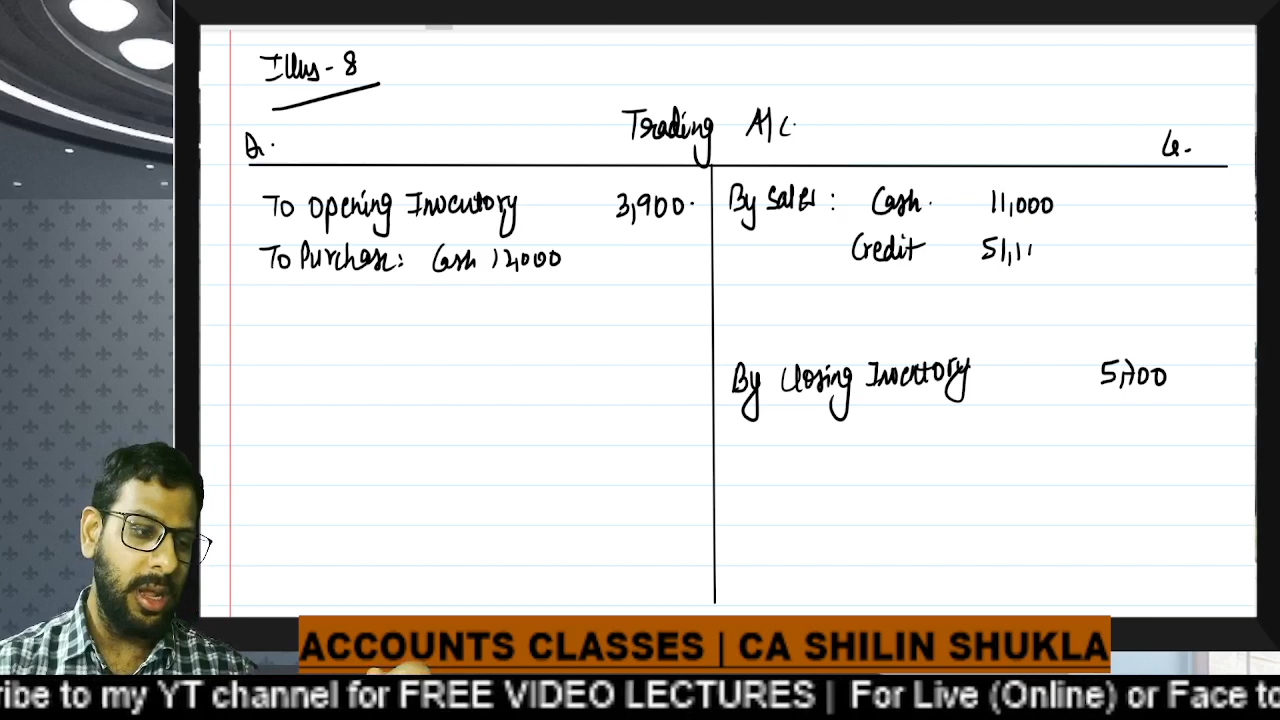 Illus - 8
Trading A/C.
Dr. Cr.
To Opening Inventory 3,900.
By Sales : Cash. 11,000
To Purchase: Cash 12,000
Credit 51,1
By Closing Inventory 5,700
ACCOUNTS CLASSES | CA SHILIN SHUKLA
ribe to my YT channel for FREE VIDEO LECTURES | For Live (Online) or Face to